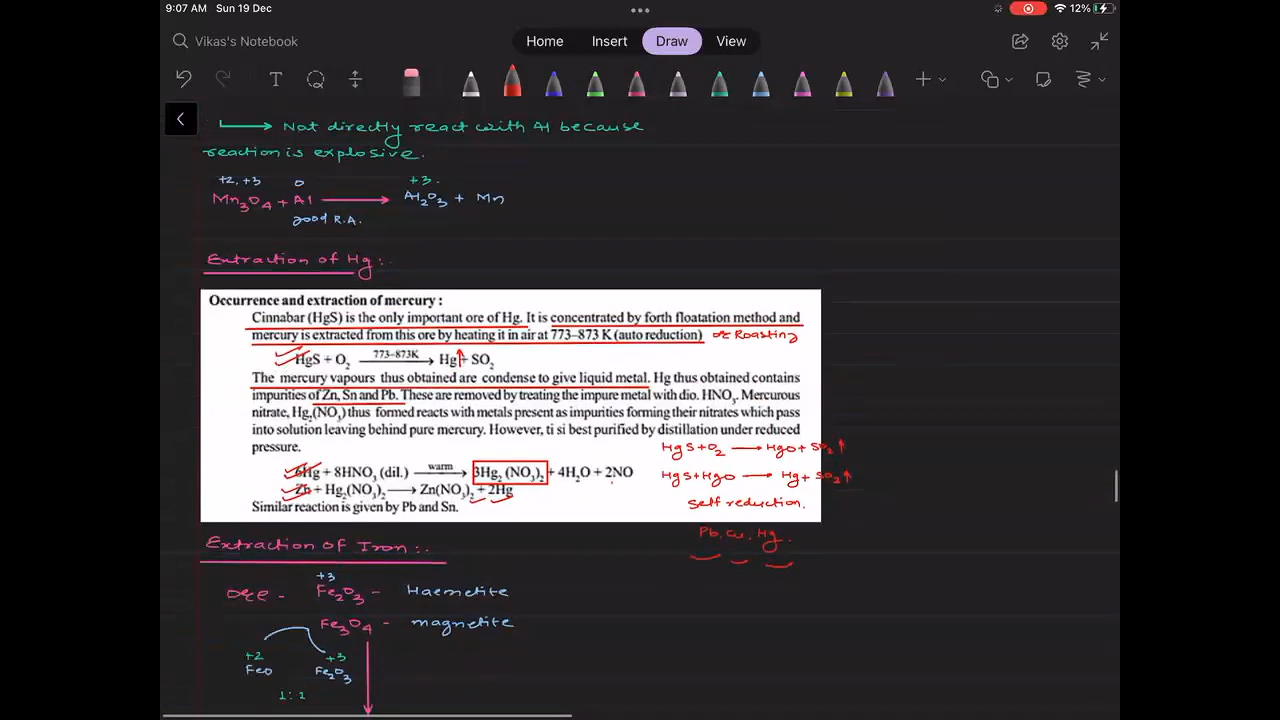 9:07 AM Sun 19 Dec
12%
Vikas's Notebook
Home Insert Draw View
Not directly react with Al because
reaction is explosive.
+2,+3 0 +3
Mn3O4 + Al → Al2O3 + Mn
good R.A.
Extraction of Hg:
Occurrence and extraction of mercury :
Cinnabar (HgS) is the only important ore of Hg. It is concentrated by forth floatation method and
mercury is extracted from this ore by heating it in air at 773–873 K (auto reduction) or Roasting
HgS + O2 773–873K → Hg↑ + SO2
The mercury vapours thus obtained are condense to give liquid metal. Hg thus obtained contains
impurities of Zn, Sn and Pb. These are removed by treating the impure metal with dio. HNO3. Mercurous
nitrate, Hg2(NO3) thus formed reacts with metals present as impurities forming their nitrates which pass
into solution leaving behind pure mercury. However, ti si best purified by distillation under reduced
pressure.
HgS+O2 → HgO+ SO2↑
6Hg + 8HNO3 (dil.) warm → 3Hg2 (NO3)2 + 4H2O + 2NO
HgS+HgO → Hg+ SO2↑
Zn + Hg2(NO3)2 → Zn(NO3)2 + 2Hg
Self reduction.
Similar reaction is given by Pb and Sn.
Pb, Cu, Hg.
Extraction of Iron:.
+3
Ore - Fe2O3 - Haemetite
Fe3O4 - magnetite
+2 +3
FeO Fe2O3
1:1